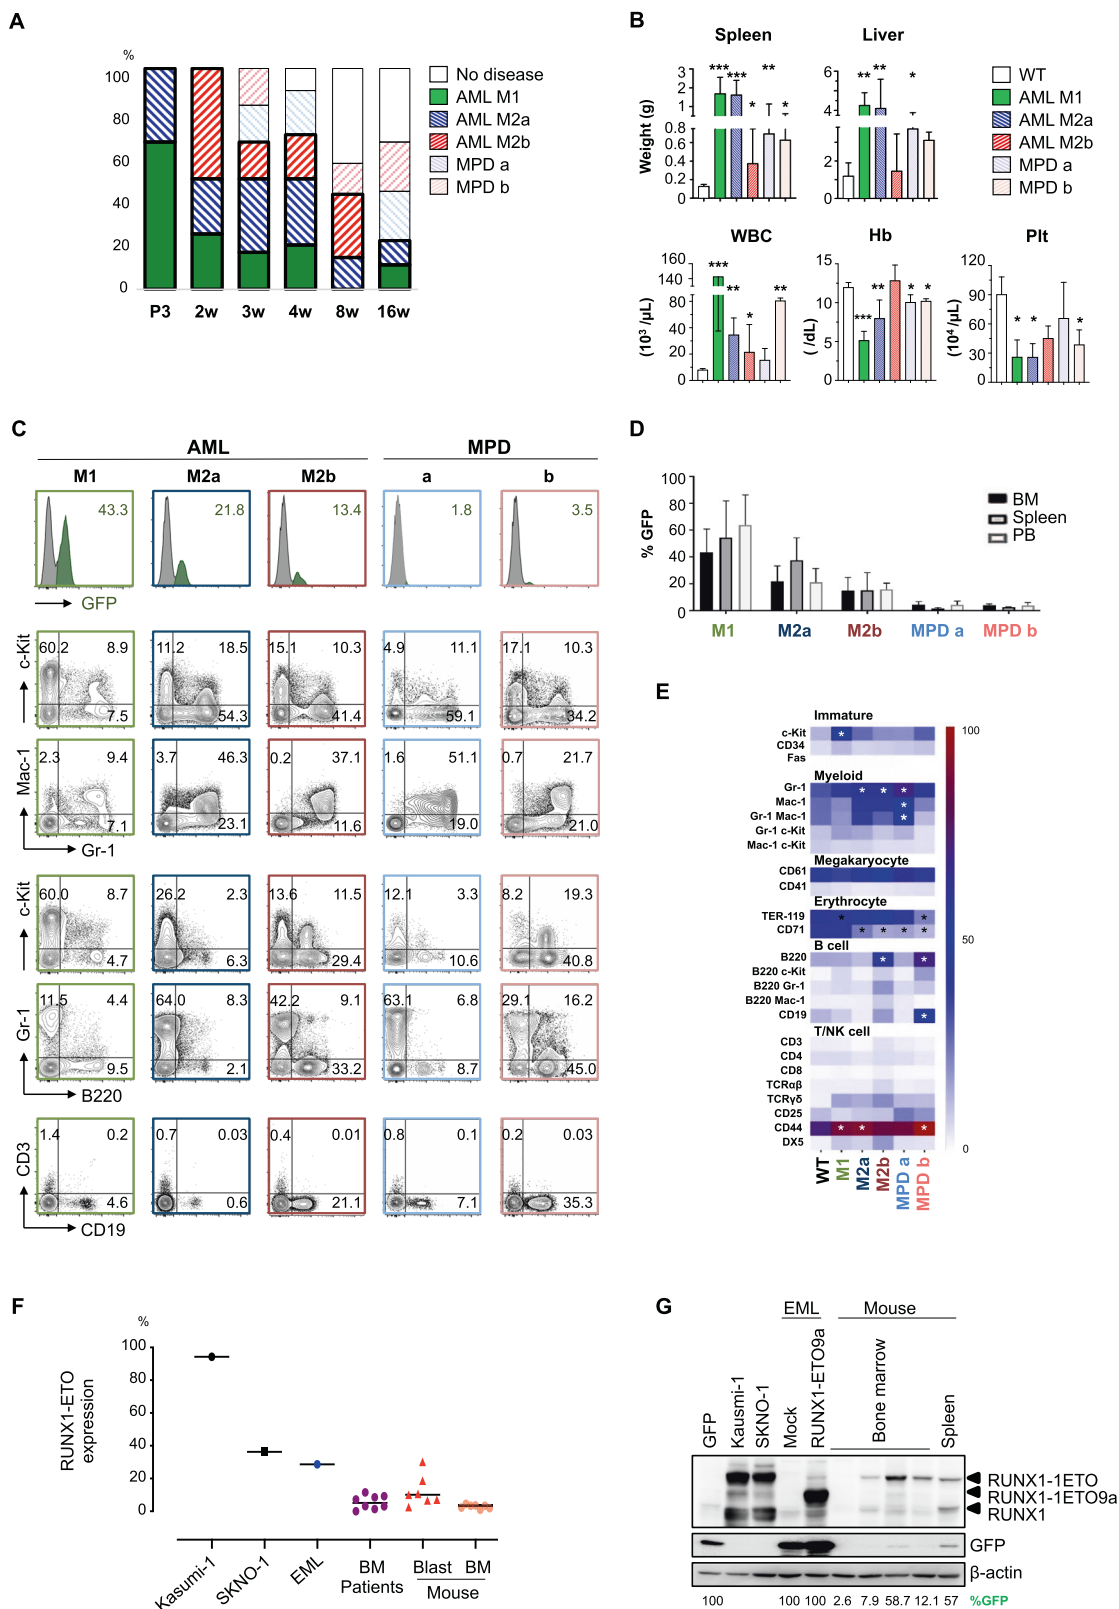 A
%
100
80
60
40
20
0
P3 2w 3w 4w 8w 16w
No disease
AML M1
AML M2a
AML M2b
MPD a
MPD b
B
Spleen
Liver
Weight (g)
3
2
1
0.8
0.6
0.4
0.2
*** *** * ** *
6
4
2
0
** ** *
WT
AML M1
AML M2a
AML M2b
MPD a
MPD b
WBC
Hb
Plt
(10³/µL)
160
140
80
60
40
20
0
*** ** * **
( /dL)
15
10
5
0
*** ** * *
(10⁴/µL)
120
90
60
30
0
* * *
C
AML
MPD
M1 M2a M2b a b
43.3 21.8 13.4 1.8 3.5
GFP
c-Kit
60.2 8.9 11.2 18.5 15.1 10.3 4.9 11.1 17.1 10.3
7.5 54.3 41.4 59.1 34.2
Mac-1
2.3 9.4 3.7 46.3 0.2 37.1 1.6 51.1 0.7 21.7
7.1 23.1 11.6 19.0 21.0
Gr-1
c-Kit
60.0 8.7 26.2 2.3 13.6 11.5 12.1 3.3 8.2 19.3
4.7 6.3 29.4 10.6 40.8
Gr-1
11.5 4.4 64.0 8.3 42.2 9.1 63.1 6.8 29.1 16.2
9.5 2.1 33.2 8.7 45.0
B220
CD3
1.4 0.2 0.7 0.03 0.4 0.01 0.8 0.1 0.2 0.03
4.6 0.6 21.1 7.1 35.3
CD19
D
% GFP
100
80
60
40
20
0
BM
Spleen
PB
M1 M2a M2b MPD a MPD b
E
Immature
c-Kit *
CD34
Fas
Myeloid
Gr-1 * * *
Mac-1 *
Gr-1 Mac-1 *
Gr-1 c-Kit
Mac-1 c-Kit
Megakaryocyte
CD61
CD41
Erythrocyte
TER-119 * *
CD71 * * * *
B cell
B220 * *
B220 c-Kit
B220 Gr-1
B220 Mac-1
CD19 *
T/NK cell
CD3
CD4
CD8
TCRαβ
TCRγδ
CD25
CD44 * * *
DX5
WT M1 M2a M2b MPD a MPD b
100
50
0
F
%
RUNX1-ETO
expression
100
80
60
40
20
0
Kasumi-1 SKNO-1 EML BM Patients Blast BM
Mouse
G
EML Mouse
GFP Kausmi-1 SKNO-1 Mock RUNX1-ETO9a Bone marrow Spleen
RUNX1-1ETO
RUNX1-1ETO9a
RUNX1
GFP
β-actin
100 100 100 2.6 7.9 58.7 12.1 57 %GFP